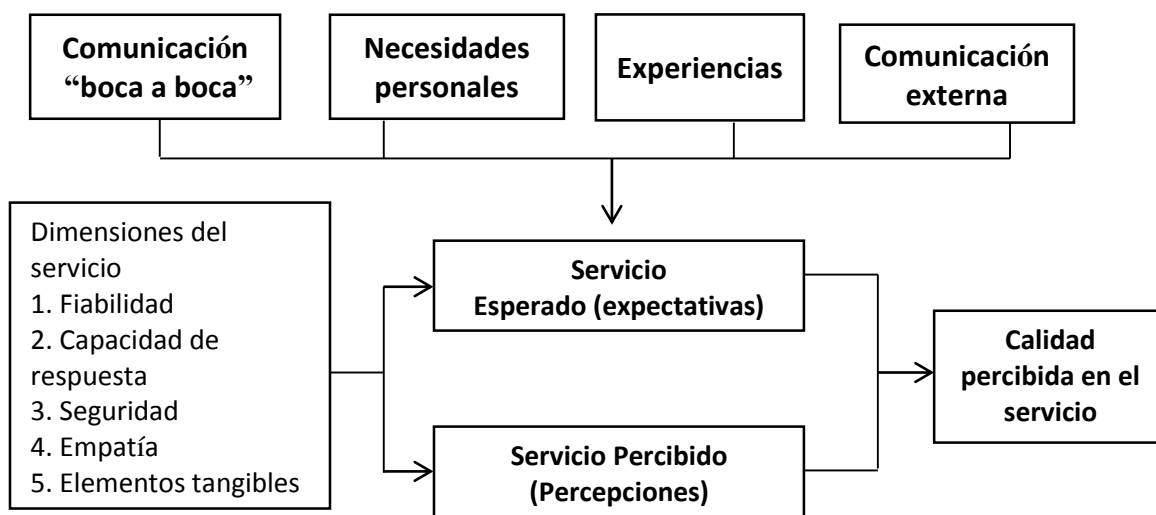 Comunicación
“boca a boca”
Necesidades
personales
Experiencias
Comunicación
externa
Dimensiones del
servicio
1. Fiabilidad
2. Capacidad de
respuesta
3. Seguridad
4. Empatía
5. Elementos tangibles
Servicio
Esperado (expectativas)
Servicio Percibido
(Percepciones)
Calidad
percibida en el
servicio